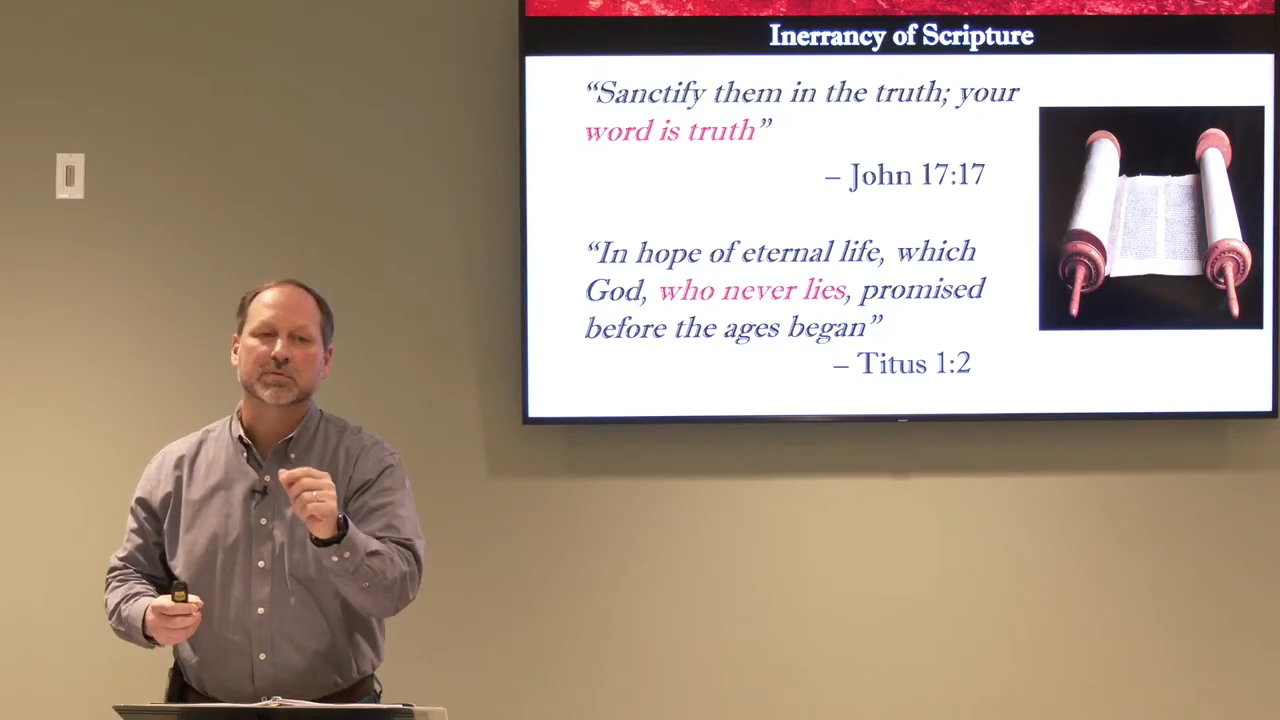 Inerrancy of Scripture
“Sanctify them in the truth; your
word is truth”
– John 17:17
“In hope of eternal life, which
God, who never lies, promised
before the ages began”
– Titus 1:2